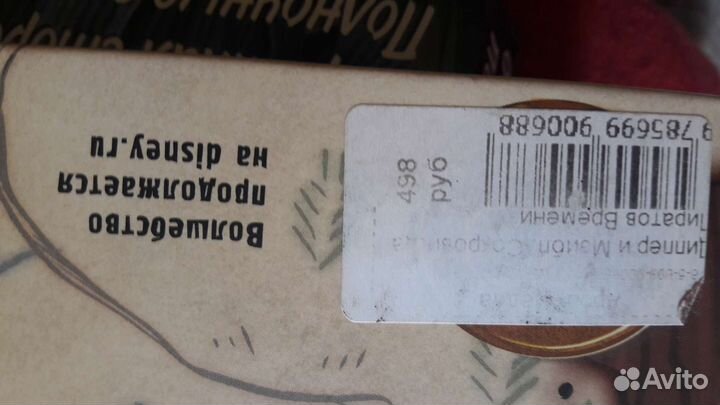 Волшебство
продолжается
на disney.ru
Диппер и Мэйбл. Сокровища
Пиратов Времени
9 785699 900688
498
руб
Avito